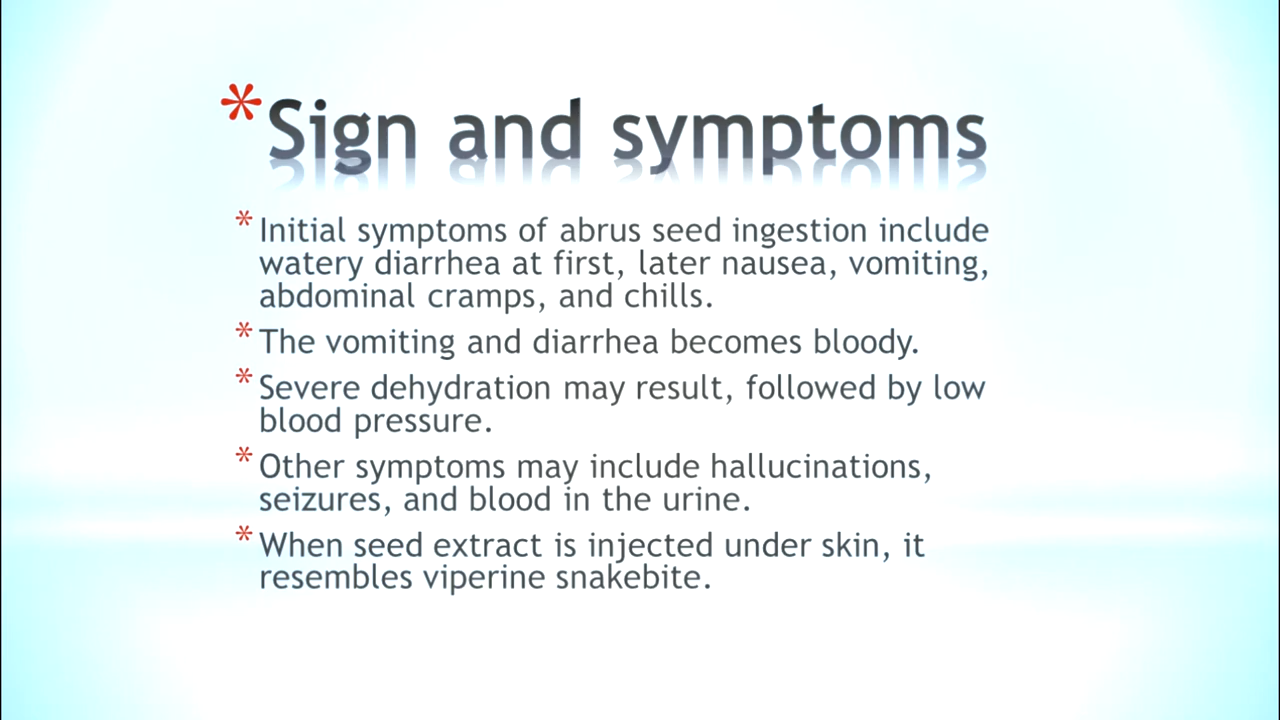 *Sign and symptoms
*Initial symptoms of abrus seed ingestion include
watery diarrhea at first, later nausea, vomiting,
abdominal cramps, and chills.
*The vomiting and diarrhea becomes bloody.
*Severe dehydration may result, followed by low
blood pressure.
*Other symptoms may include hallucinations,
seizures, and blood in the urine.
*When seed extract is injected under skin, it
resembles viperine snakebite.